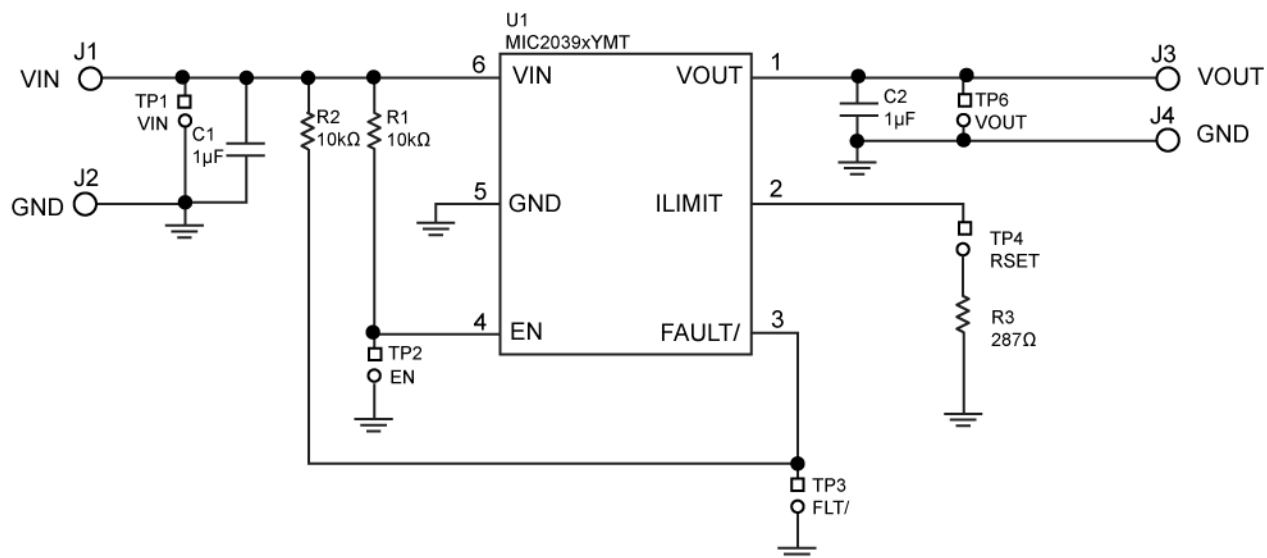 U1
MIC2039xYMT
J1
VIN
6
VIN
VOUT
1
J3
VOUT
TP1
VIN
C1
1µF
R2
10kΩ
R1
10kΩ
C2
1µF
TP6
VOUT
J4
GND
J2
GND
5
GND
ILIMIT
2
TP4
RSET
4
EN
FAULT/
3
R3
287Ω
TP2
EN
TP3
FLT/